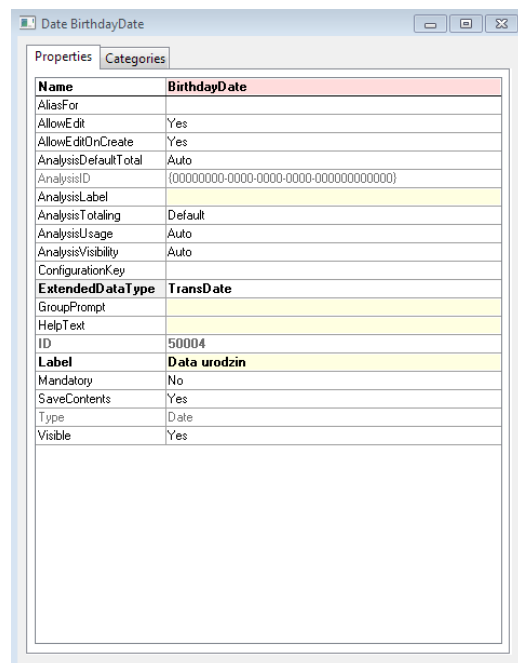 Date BirthdayDate
Properties Categories
Name BirthdayDate
AliasFor
AllowEdit Yes
AllowEditOnCreate Yes
AnalysisDefaultTotal Auto
AnalysisID {00000000-0000-0000-0000-000000000000}
AnalysisLabel
AnalysisTotaling Default
AnalysisUsage Auto
AnalysisVisibility Auto
ConfigurationKey
ExtendedDataType TransDate
GroupPrompt
HelpText
ID 50004
Label Data urodzin
Mandatory No
SaveContents Yes
Type Date
Visible Yes